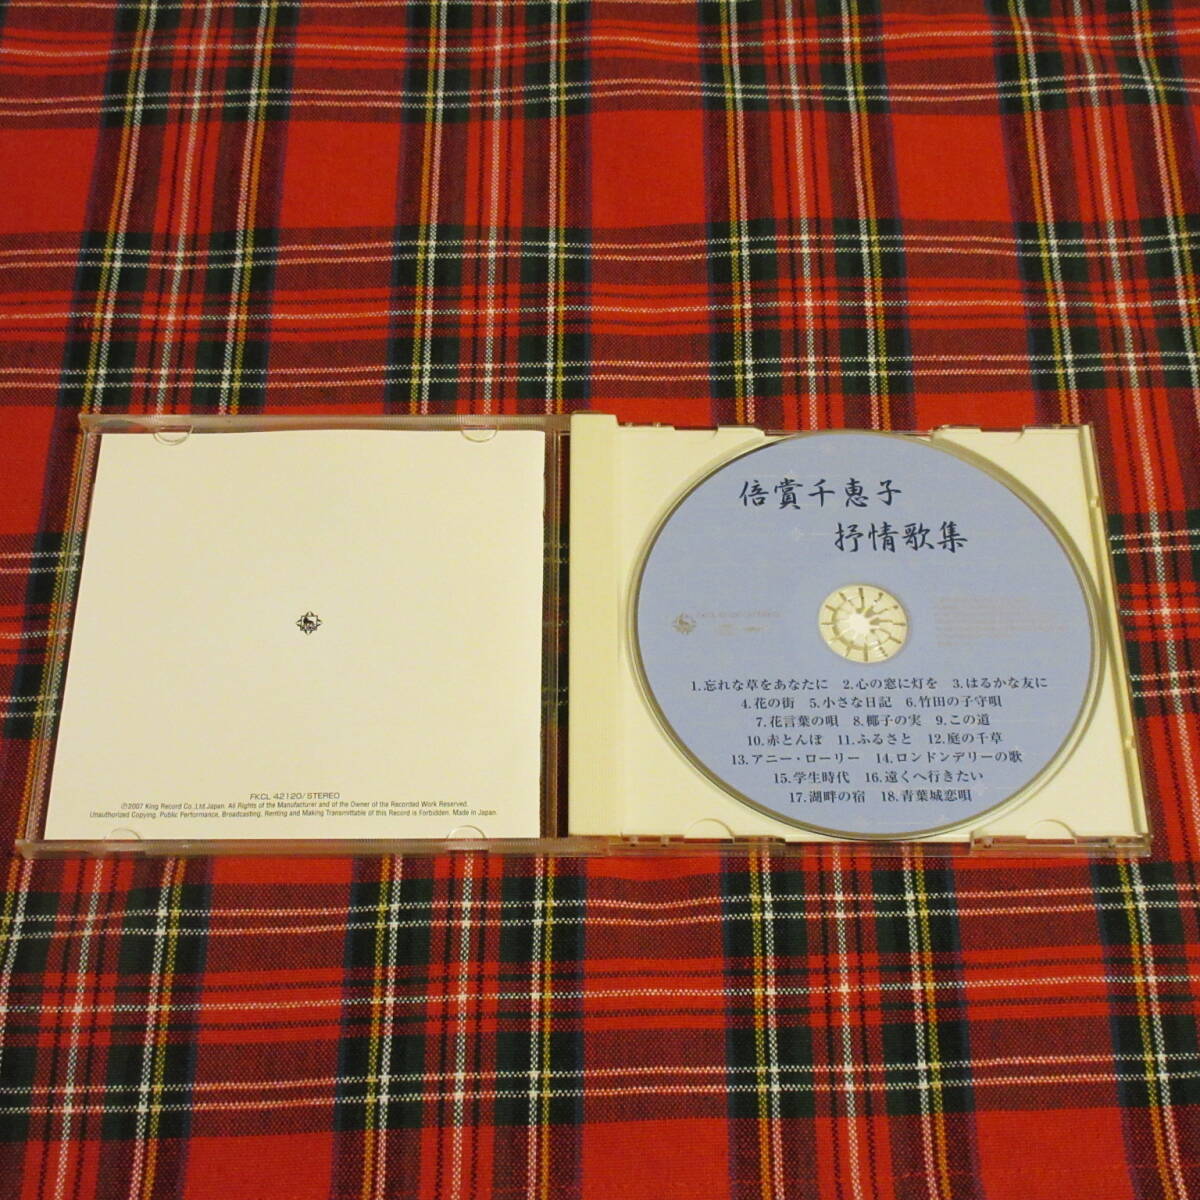 FKCL 42120/STEREO
Ⓟ2007 King Record Co.,Ltd.Japan. All Rights of the Manufacturer and of the Owner of the Recorded Work Reserved.
Unauthorized Copying, Public Performance, Broadcasting, Renting and Making Transmittable of this Record is Forbidden. Made in Japan.
倍賞千恵子
抒情歌集
1.忘れな草をあなたに 2.心の窓に灯を 3.はるかな友に
4.花の街 5.小さな日記 6.竹田の子守唄
7.花言葉の唄 8.椰子の実 9.この道
10.赤とんぼ 11.ふるさと 12.庭の千草
13.アニー・ローリー 14.ロンドンデリーの歌
15.学生時代 16.遠くへ行きたい
17.湖畔の宿 18.青葉城恋唄